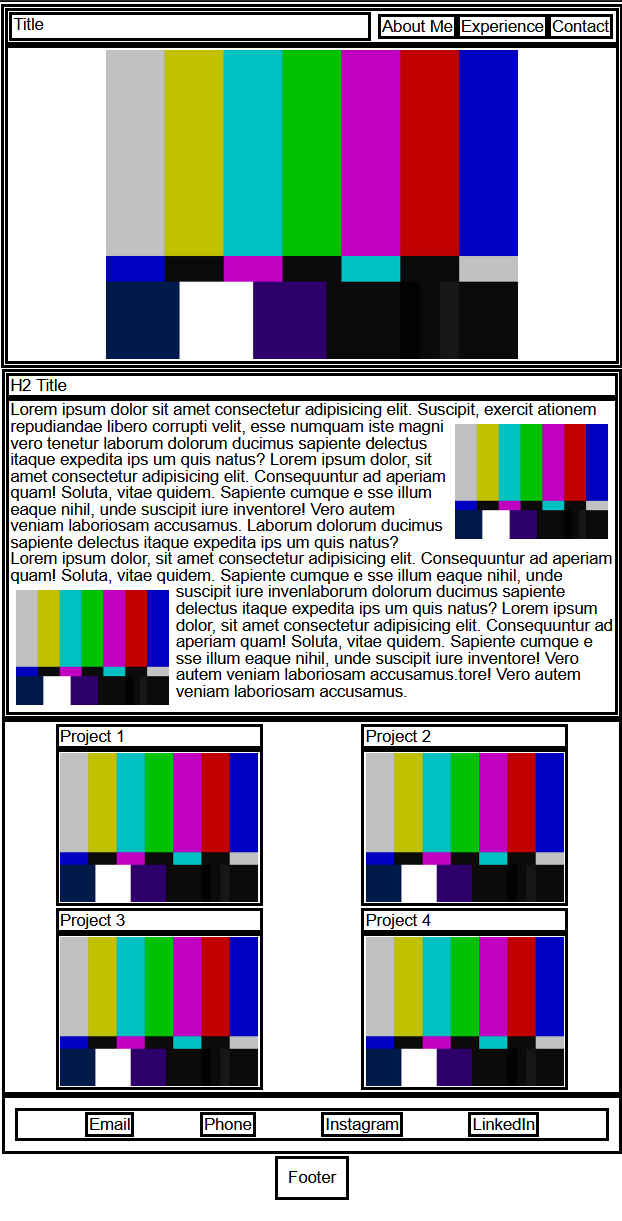 Title
About Me Experience Contact
H2 Title
Lorem ipsum dolor sit amet consectetur adipisicing elit. Suscipit, exercit ationem
repudiandae libero corrupti velit, esse numquam iste magni
vero tenetur laborum dolorum ducimus sapiente delectus
itaque expedita ips um quis natus? Lorem ipsum dolor, sit
amet consectetur adipisicing elit. Consequuntur ad aperiam
quam! Soluta, vitae quidem. Sapiente cumque e sse illum
eaque nihil, unde suscipit iure inventore! Vero autem
veniam laboriosam accusamus. Laborum dolorum ducimus
sapiente delectus itaque expedita ips um quis natus?
Lorem ipsum dolor, sit amet consectetur adipisicing elit. Consequuntur ad aperiam
quam! Soluta, vitae quidem. Sapiente cumque e sse illum eaque nihil, unde
suscipit iure invenlaborum dolorum ducimus sapiente
delectus itaque expedita ips um quis natus? Lorem ipsum
dolor, sit amet consectetur adipisicing elit. Consequuntur ad
aperiam quam! Soluta, vitae quidem. Sapiente cumque e
sse illum eaque nihil, unde suscipit iure inventore! Vero
autem veniam laboriosam accusamus.tore! Vero autem
veniam laboriosam accusamus.
Project 1
Project 2
Project 3
Project 4
Email Phone Instagram LinkedIn
Footer